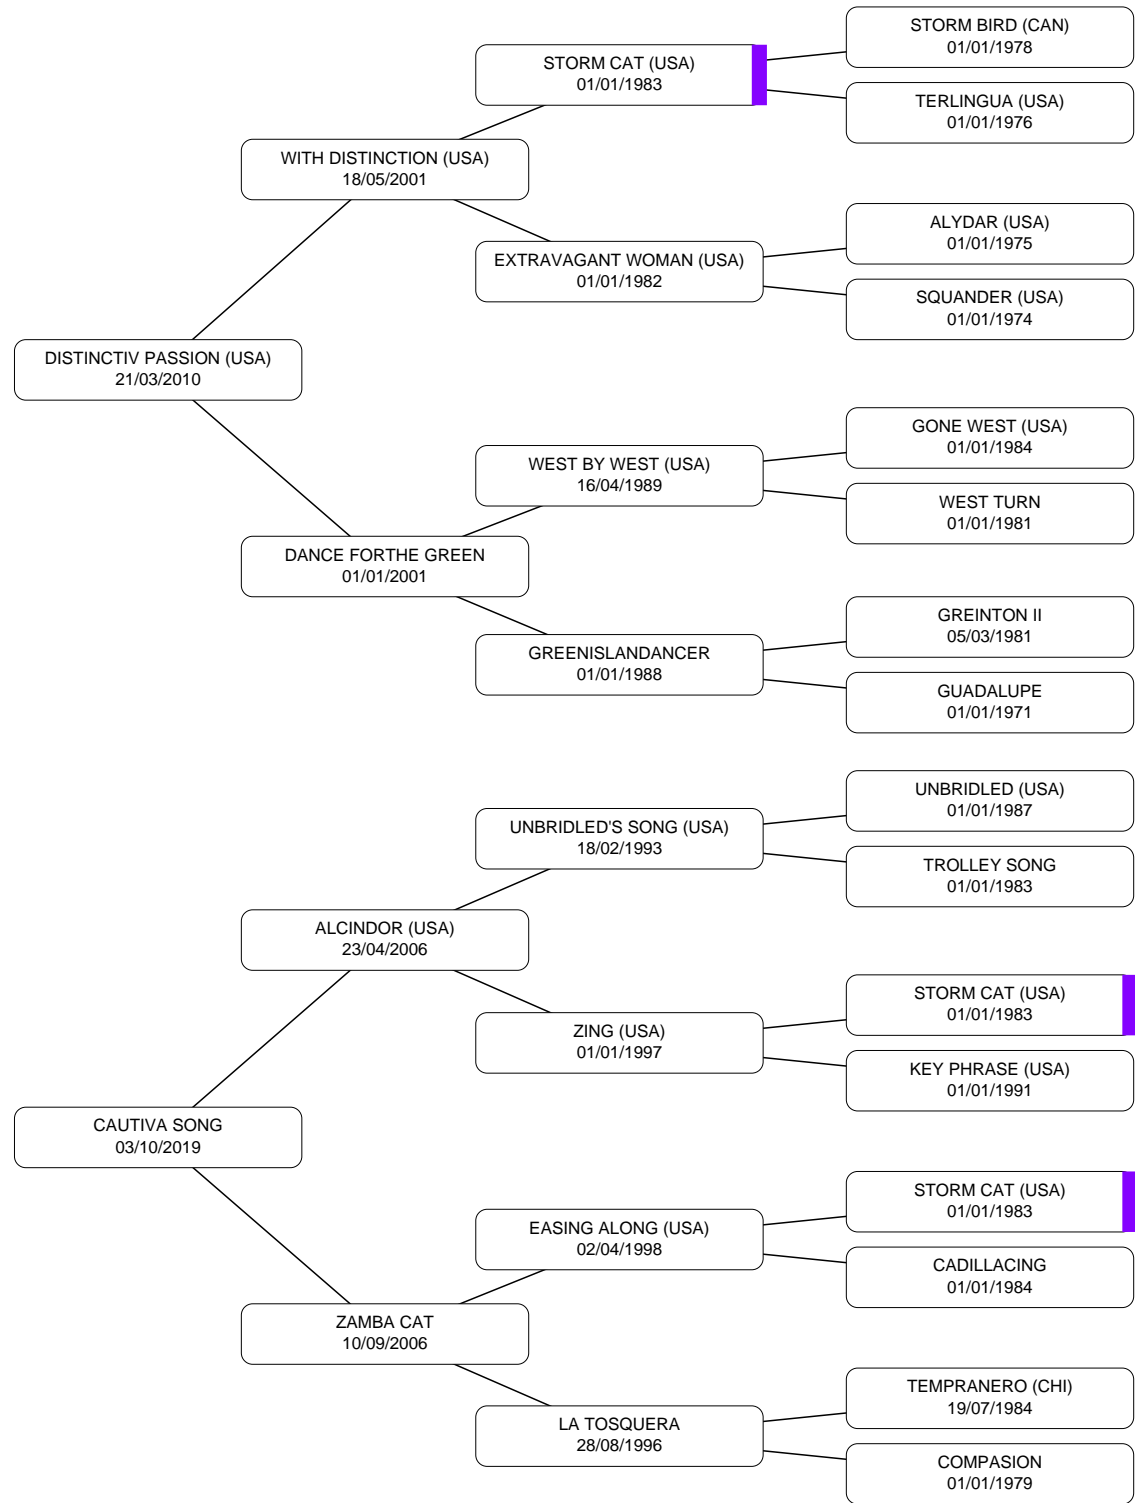 STORM BIRD (CAN)
01/01/1978
STORM CAT (USA)
01/01/1983
TERLINGUA (USA)
01/01/1976
WITH DISTINCTION (USA)
18/05/2001
ALYDAR (USA)
01/01/1975
EXTRAVAGANT WOMAN (USA)
01/01/1982
SQUANDER (USA)
01/01/1974
DISTINCTIV PASSION (USA)
21/03/2010
GONE WEST (USA)
01/01/1984
WEST BY WEST (USA)
16/04/1989
WEST TURN
01/01/1981
DANCE FORTHE GREEN
01/01/2001
GREINTON II
05/03/1981
GREENISLANDANCER
01/01/1988
GUADALUPE
01/01/1971
UNBRIDLED (USA)
01/01/1987
UNBRIDLED'S SONG (USA)
18/02/1993
TROLLEY SONG
01/01/1983
ALCINDOR (USA)
23/04/2006
STORM CAT (USA)
01/01/1983
ZING (USA)
01/01/1997
KEY PHRASE (USA)
01/01/1991
CAUTIVA SONG
03/10/2019
STORM CAT (USA)
01/01/1983
EASING ALONG (USA)
02/04/1998
CADILLACING
01/01/1984
ZAMBA CAT
10/09/2006
TEMPRANERO (CHI)
19/07/1984
LA TOSQUERA
28/08/1996
COMPASION
01/01/1979